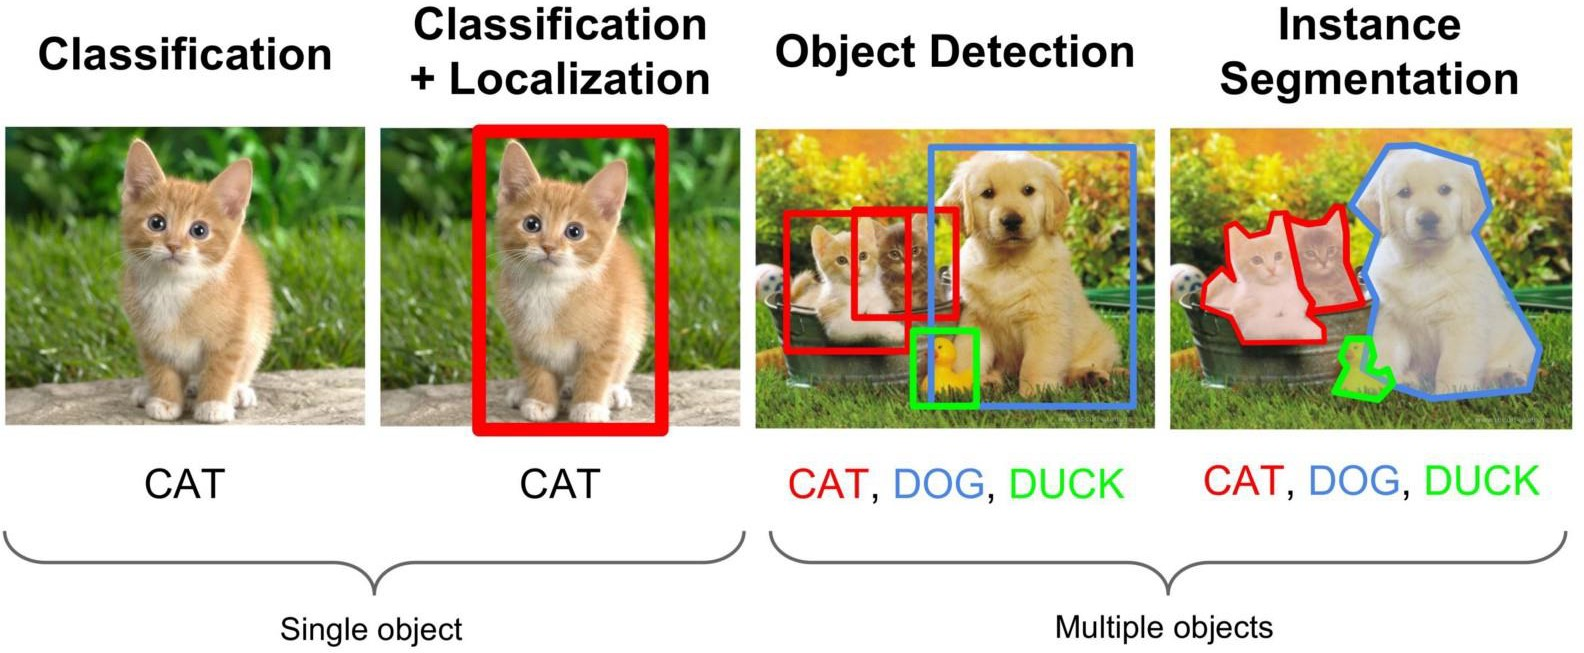 Classification
Classification
+ Localization
Object Detection
Instance
Segmentation
CAT
CAT
CAT, DOG, DUCK
CAT, DOG, DUCK
Single object
Multiple objects